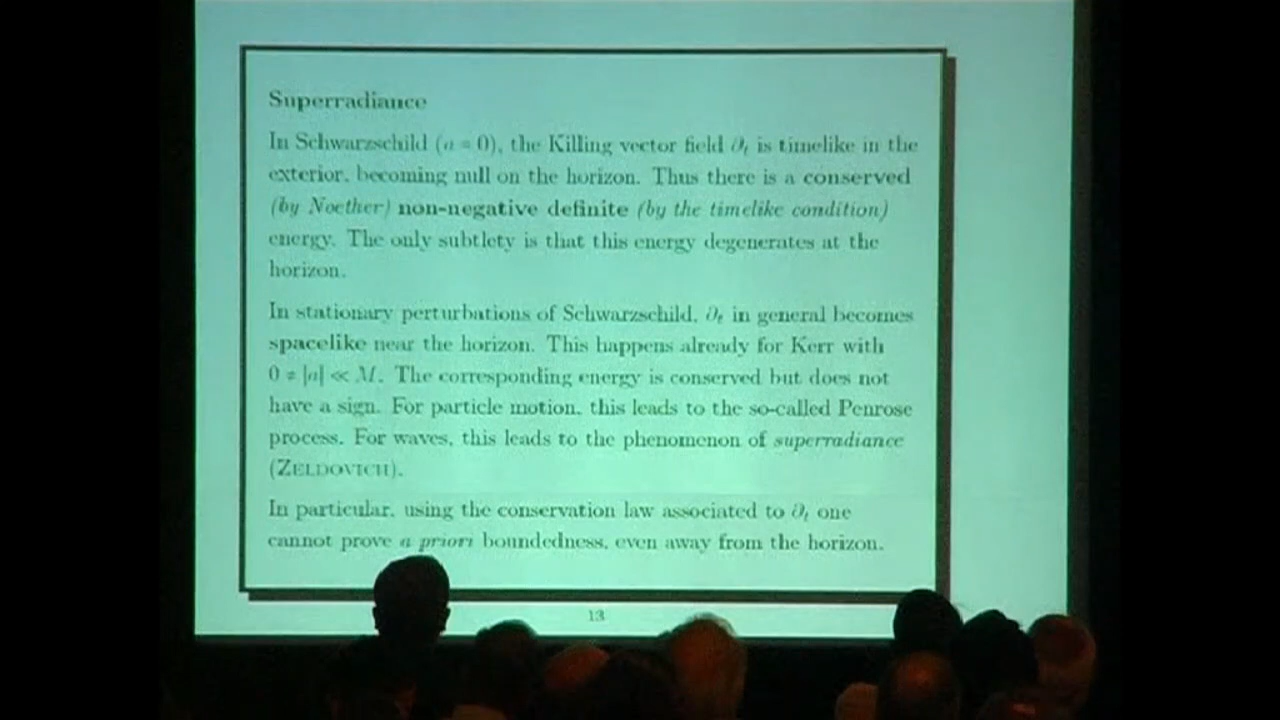 Superradiance
In Schwarzschild (a = 0), the Killing vector field ∂t is timelike in the
exterior, becoming null on the horizon. Thus there is a conserved
(by Noether) non-negative definite (by the timelike condition)
energy. The only subtlety is that this energy degenerates at the
horizon.
In stationary perturbations of Schwarzschild, ∂t in general becomes
spacelike near the horizon. This happens already for Kerr with
0 ≠ |a| ≪ M. The corresponding energy is conserved but does not
have a sign. For particle motion, this leads to the so-called Penrose
process. For waves, this leads to the phenomenon of superradiance
(ZELDOVICH).
In particular, using the conservation law associated to ∂t one
cannot prove a priori boundedness, even away from the horizon.
13